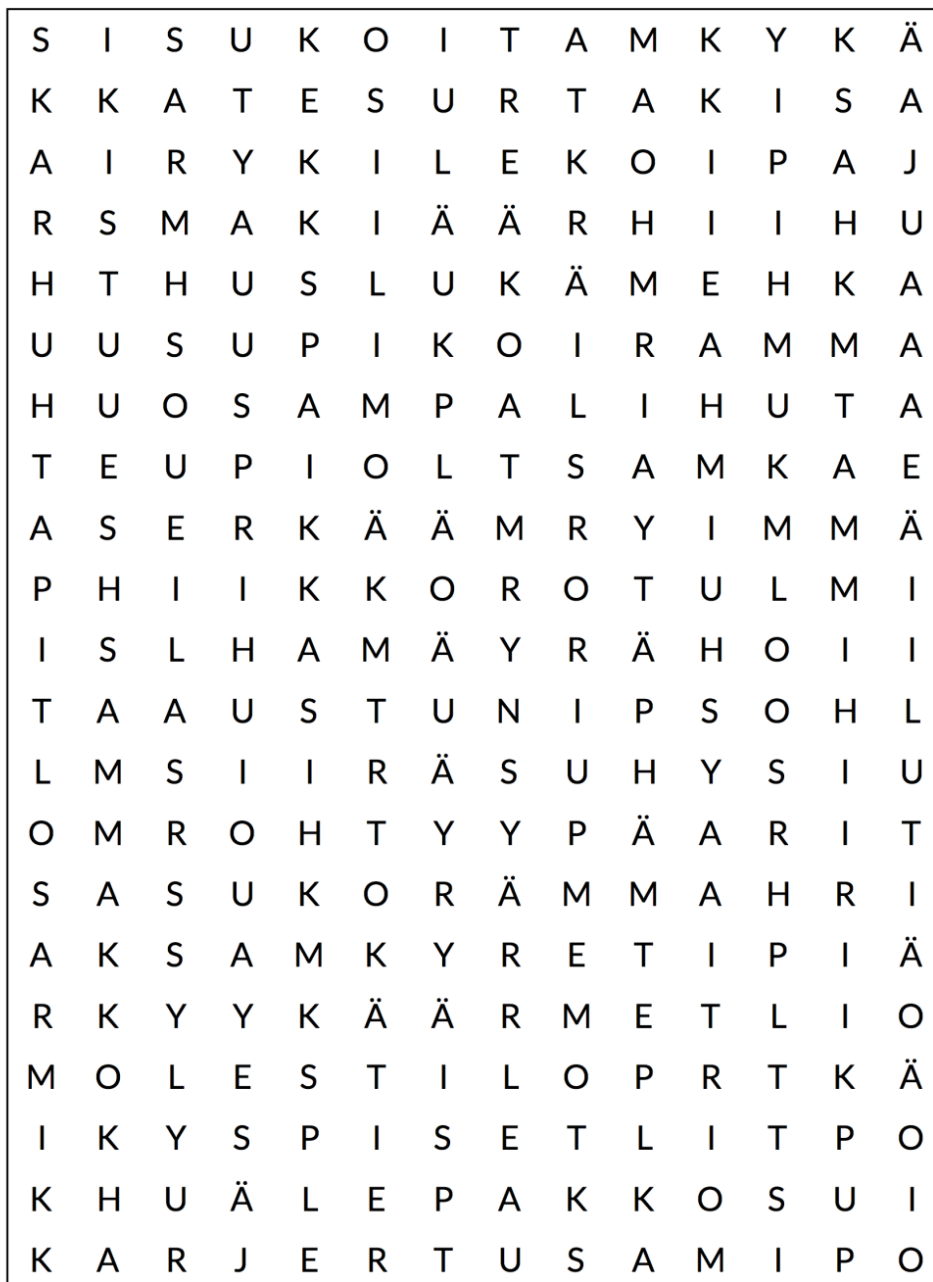 S I S U K O I T A M K Y K Ä
K K A T E S U R T A K I S A
A I R Y K I L E K O I P A J
R S M A K I Ä Ä R H I I H U
H T H U S L U K Ä M E H K A
U U S U P I K O I R A M M A
H U O S A M P A L I H U T A
T E U P I O L T S A M K A E
A S E R K Ä Ä M R Y I M M Ä
P H I I K K O R O T U L M I
I S L H A M Ä Y R Ä H O I I
T A A U S T U N I P S O H L
L M S I I R Ä S U H Y S I U
O M R O H T Y Y P Ä A R I T
S A S U K O R Ä M M A H R I
A K S A M K Y R E T I P I Ä
R K Y Y K Ä Ä R M E T L I O
M O L E S T I L O P R T K Ä
I K Y S P I S E T L I T P O
K H U Ä L E P A K K O S U I
K A R J E R T U S A M I P O